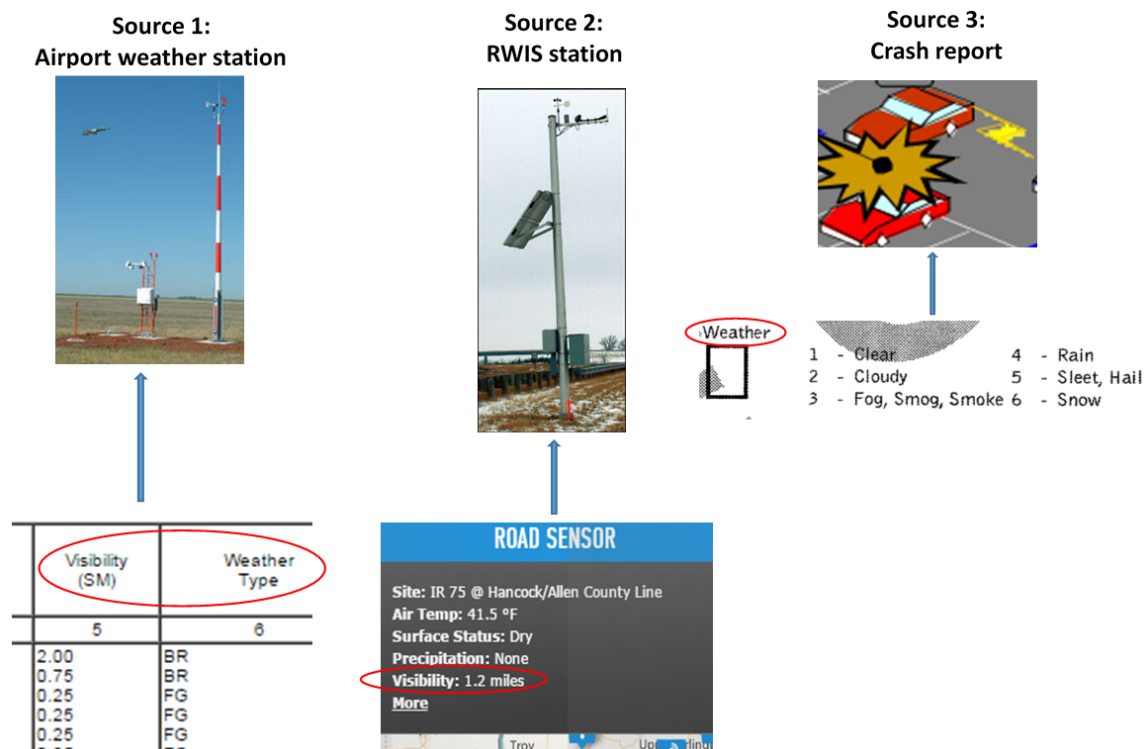 Source 1:
Airport weather station
Source 2:
RWIS station
Source 3:
Crash report
Weather
1 - Clear
2 - Cloudy
3 - Fog, Smog, Smoke
4 - Rain
5 - Sleet, Hail
6 - Snow
Visibility
(SM)
Weather
Type
5
6
2.00 BR
0.75 BR
0.25 FG
0.25 FG
0.25 FG
ROAD SENSOR
Site: IR 75 @ Hancock/Allen County Line
Air Temp: 41.5 °F
Surface Status: Dry
Precipitation: None
Visibility: 1.2 miles
More
Troy